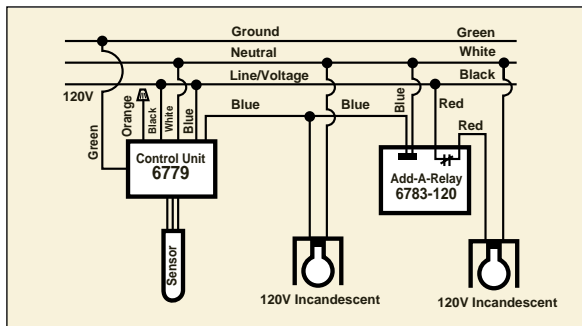 Ground Green
Neutral White
Line/Voltage Black
120V
Orange
Black
White
Blue
Blue
Blue
Blue
Red
Red
Green
Control Unit
6779
Add-A-Relay
6783-120
Sensor
120V Incandescent
120V Incandescent